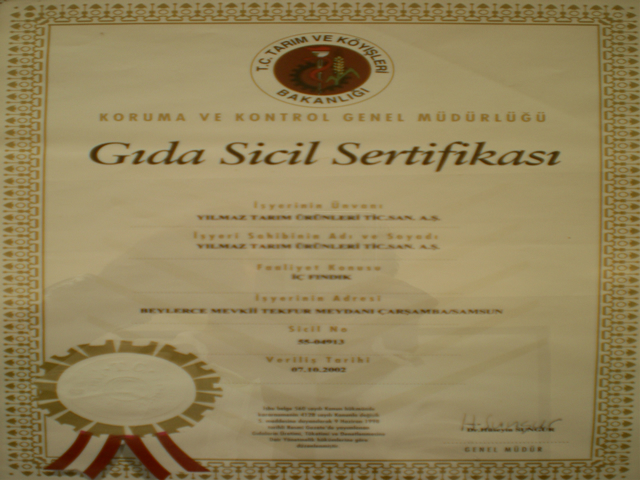 T.C. TARIM VE KÖYİŞLERİ
BAKANLIĞI
KORUMA VE KONTROL GENEL MÜDÜRLÜĞÜ
Gıda Sicil Sertifikası
İşyerinin Ünvanı
YILMAZ TARIM ÜRÜNLERİ TİC.SAN. A.Ş.
İşyeri Sahibinin Adı ve Soyadı
YILMAZ TARIM ÜRÜNLERİ TİC.SAN. A.Ş.
Faaliyet Konusu
İÇ FINDIK
İşyerinin Adresi
BEYLERCE MEVKİİ TEKFUR MEYDANI ÇARŞAMBA/SAMSUN
Sicil No
55-04913
Veriliş Tarihi
07.10.2002
GENEL MÜDÜR